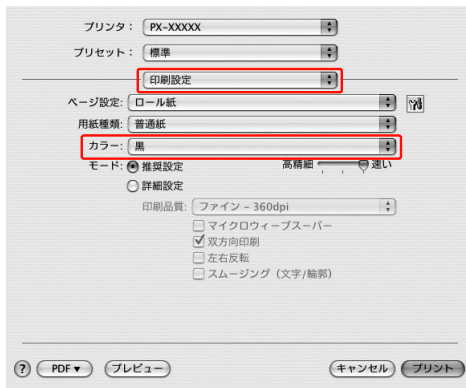 プリンタ： PX-XXXXX
プリセット： 標準
印刷設定
ページ設定: ロール紙
用紙種類: 普通紙
カラー: 黒
モード: 推奨設定 高精細 速い
詳細設定
印刷品質: ファイン – 360dpi
マイクロウィーブスーパー
双方向印刷
左右反転
スムージング（文字/輪郭）
? PDF▼ プレビュー キャンセル プリント